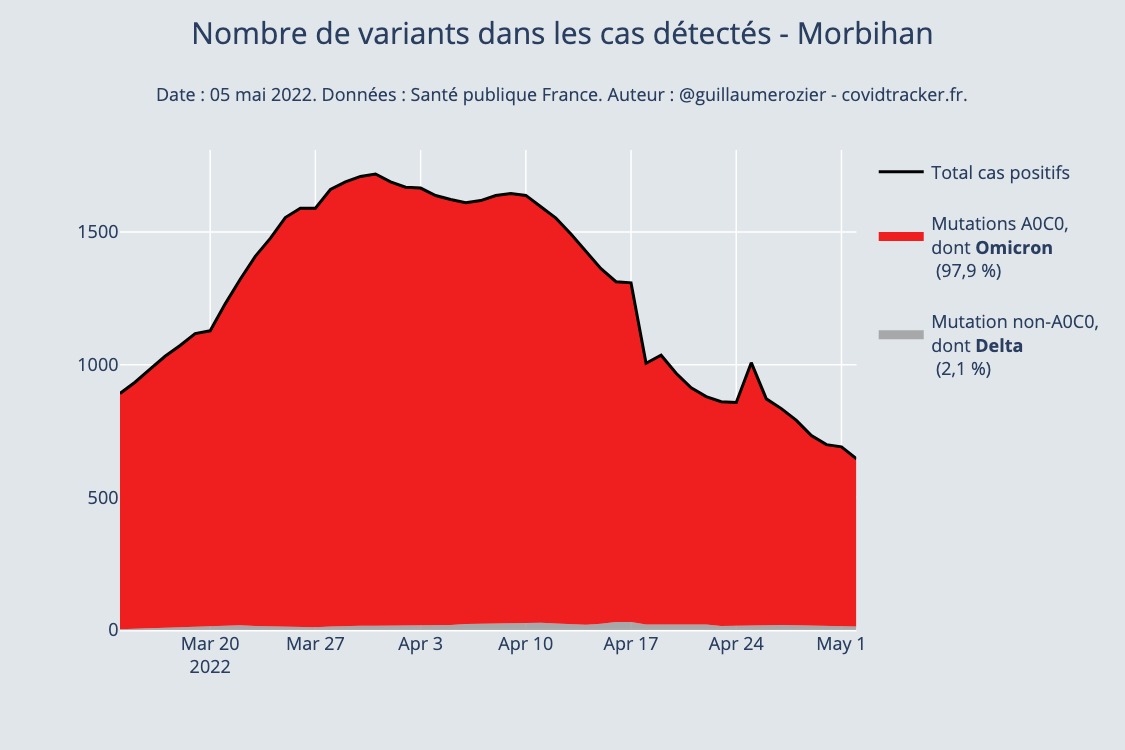 Nombre de variants dans les cas détectés - Morbihan
Date : 05 mai 2022. Données : Santé publique France. Auteur : @guillaumerozier - covidtracker.fr.
Total cas positifs
Mutations A0C0,
dont Omicron
(97,9 %)
Mutation non-A0C0,
dont Delta
(2,1 %)
1500
1000
500
0
Mar 20
2022
Mar 27
Apr 3
Apr 10
Apr 17
Apr 24
May 1